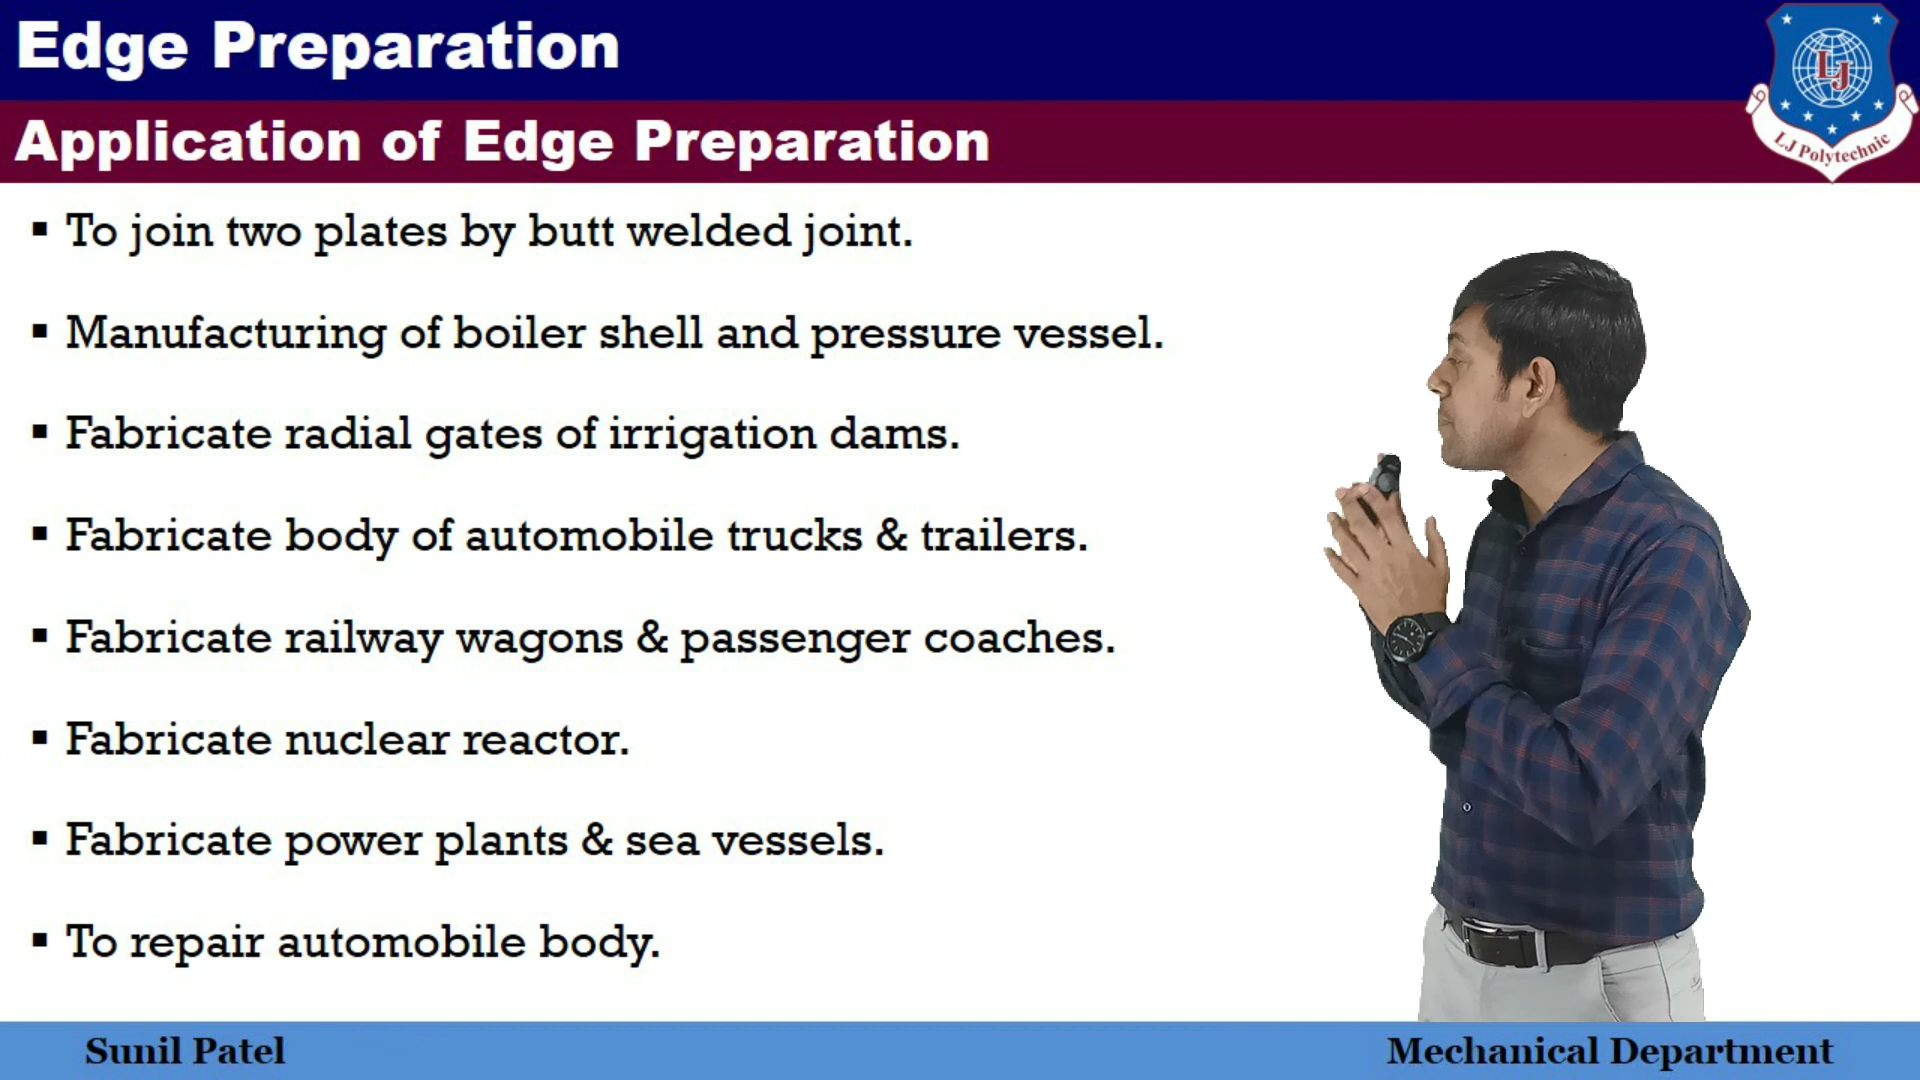 Edge Preparation
Application of Edge Preparation
LJ
LJ Polytechnic
▪ To join two plates by butt welded joint.
▪ Manufacturing of boiler shell and pressure vessel.
▪ Fabricate radial gates of irrigation dams.
▪ Fabricate body of automobile trucks & trailers.
▪ Fabricate railway wagons & passenger coaches.
▪ Fabricate nuclear reactor.
▪ Fabricate power plants & sea vessels.
▪ To repair automobile body.
Sunil Patel
Mechanical Department